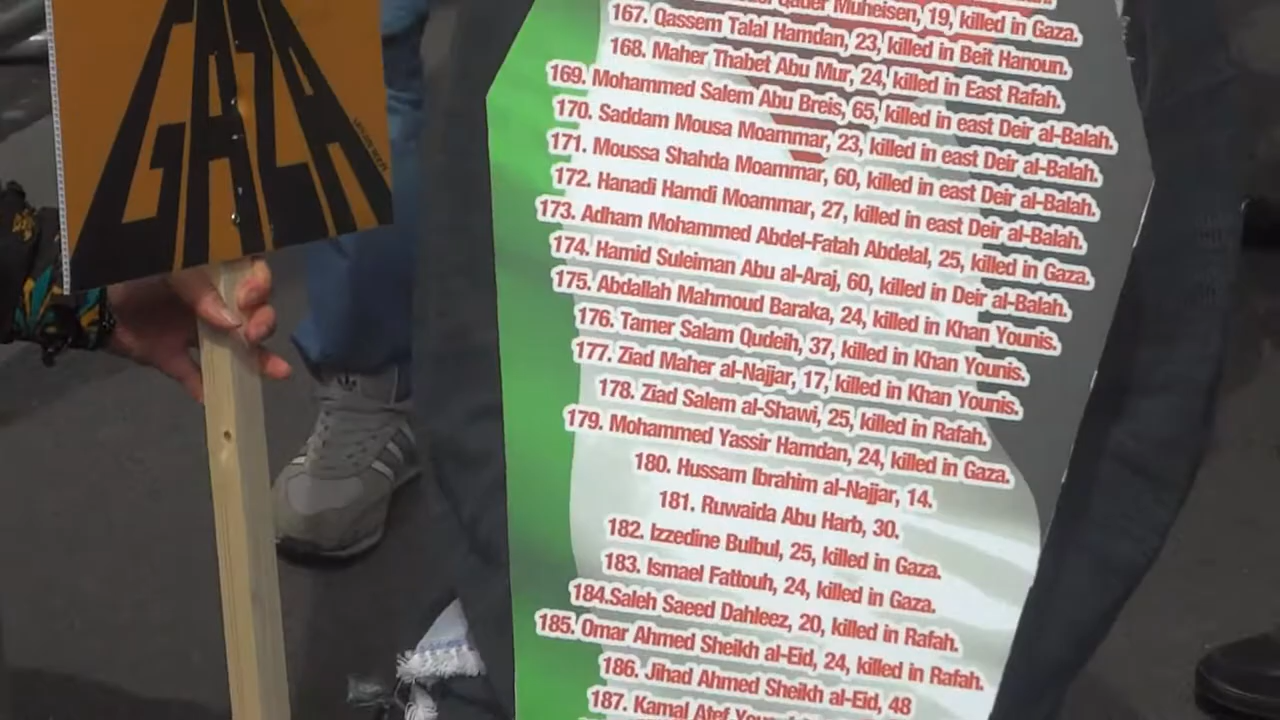 GAZA
Muheisen, 19, killed in Gaza.
167. Qassem Talal Hamdan, 23, killed in Beit Hanoun.
168. Maher Thabet Abu Mur, 24, killed in East Rafah.
169. Mohammed Salem Abu Breis, 65, killed in east Deir al-Balah.
170. Saddam Mousa Moammar, 23, killed in east Deir al-Balah.
171. Moussa Shahda Moammar, 60, killed in east Deir al-Balah.
172. Hanadi Hamdi Moammar, 27, killed in east Deir al-Balah.
173. Adham Mohammed Abdel-Fatah Abdelal, 25, killed in Gaza.
174. Hamid Suleiman Abu al-Araj, 60, killed in Deir al-Balah.
175. Abdallah Mahmoud Baraka, 24, killed in Khan Younis.
176. Tamer Salam Qudeih, 37, killed in Khan Younis.
177. Ziad Maher al-Najjar, 17, killed in Khan Younis.
178. Ziad Salem al-Shawi, 25, killed in Rafah.
179. Mohammed Yassir Hamdan, 24, killed in Gaza.
180. Hussam Ibrahim al-Najjar, 14.
181. Ruwaida Abu Harb, 30.
182. Izzedine Bulbul, 25, killed in Gaza.
183. Ismael Fattouh, 24, killed in Gaza.
184.Saleh Saeed Dahleez, 20, killed in Rafah.
185. Omar Ahmed Sheikh al-Eid, 24, killed in Rafah.
186. Jihad Ahmed Sheikh al-Eid, 48
187. Kamal Atef